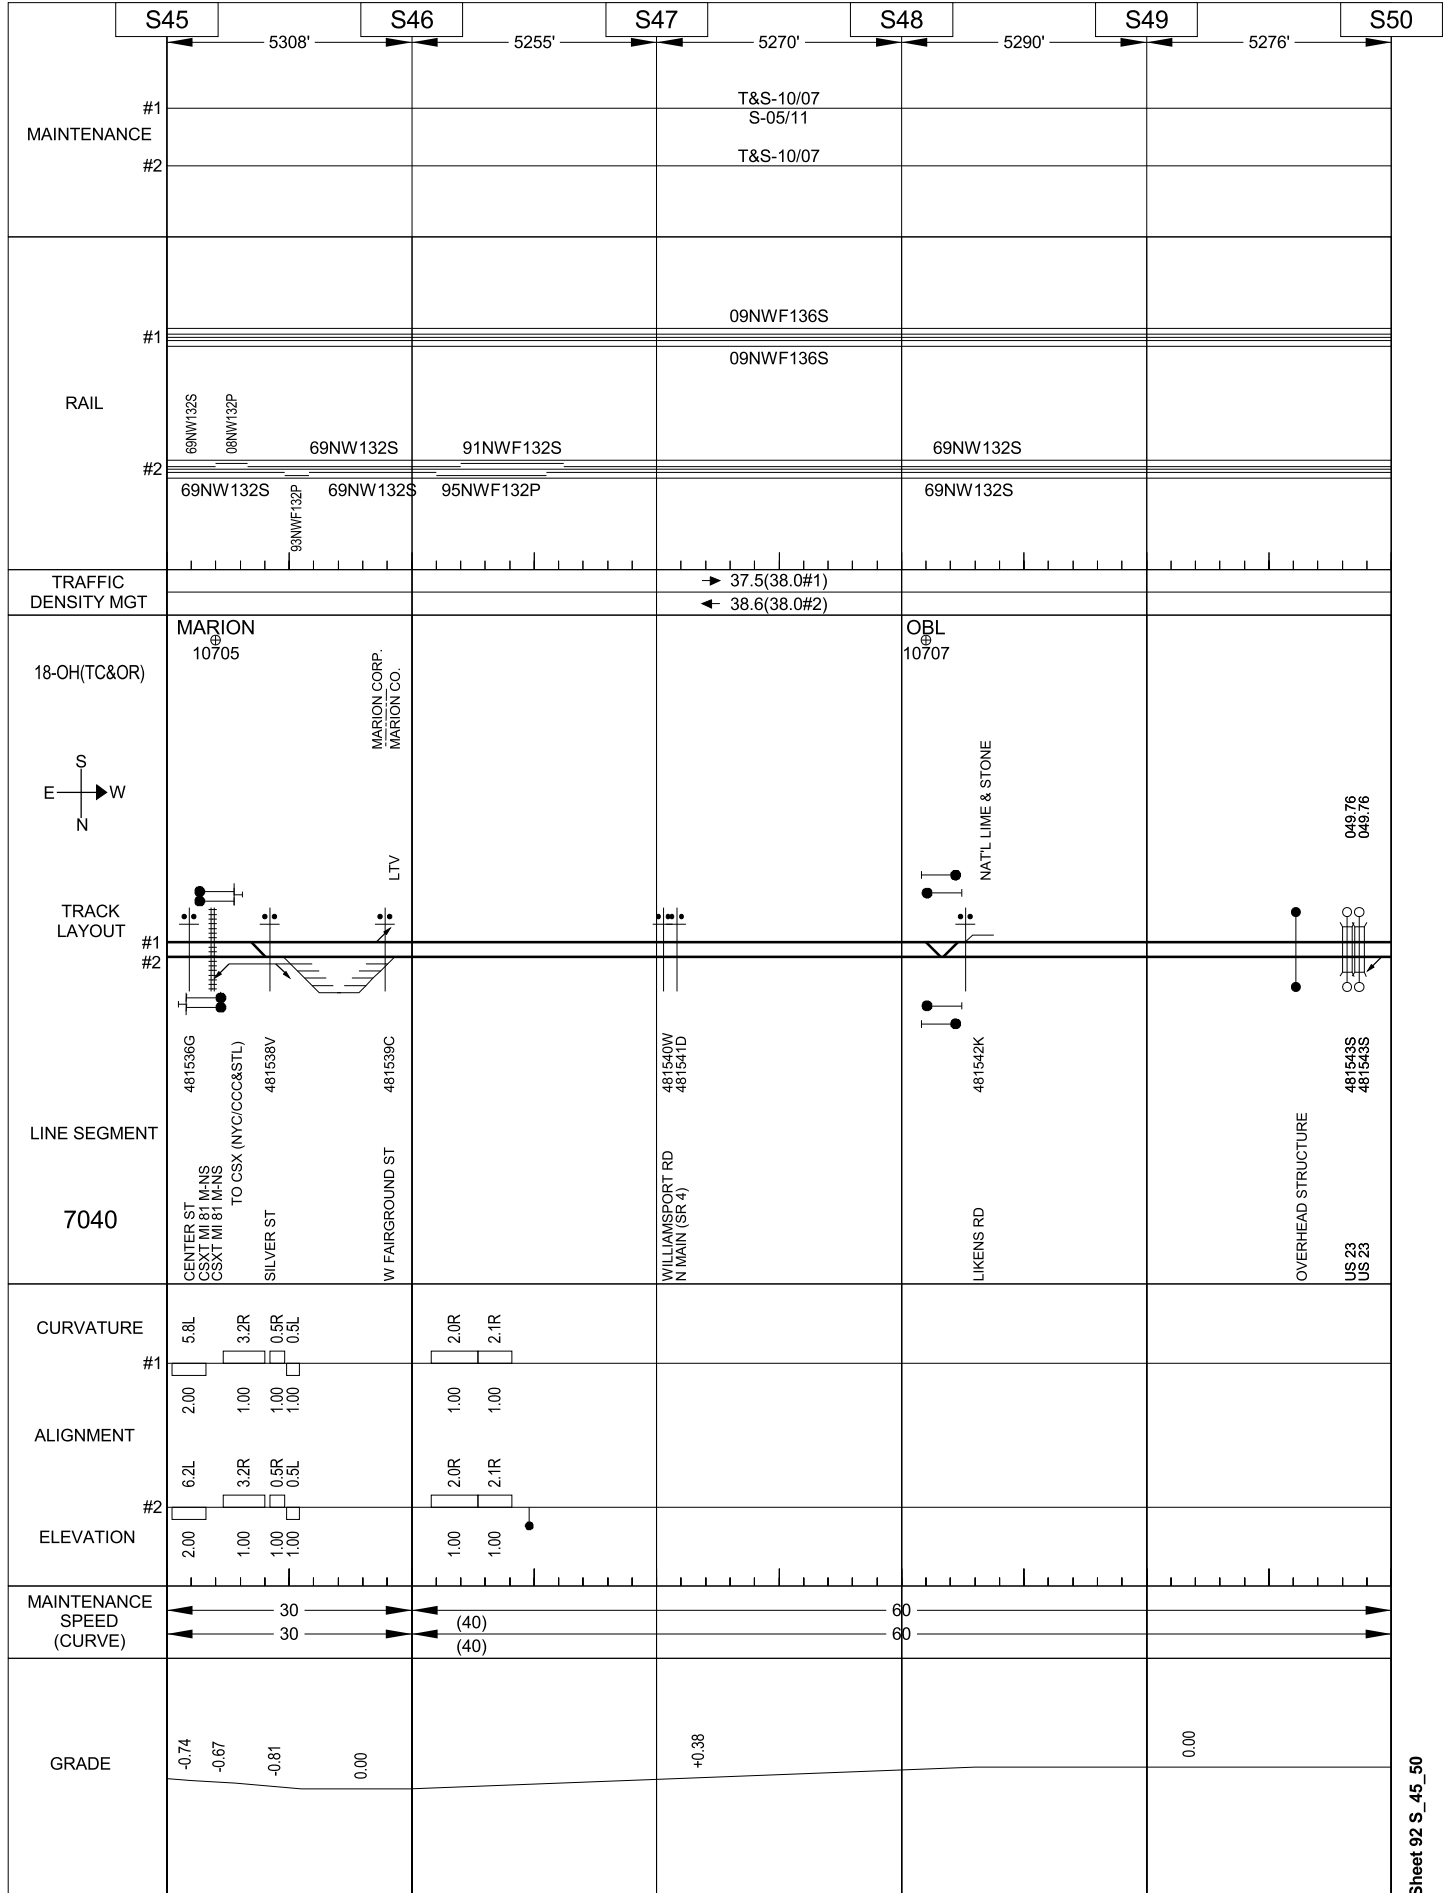 S45 S46 S47 S48 S49 S50
5308' 5255' 5270' 5290' 5276'
MAINTENANCE
#1
T&S-10/07
S-05/11
#2
T&S-10/07
RAIL
#1
09NWF136S
09NWF136S
69NW132S
08NW132P
69NW132S
91NWF132S
69NW132S
#2
69NW132S
93NWF132P
69NW132S
95NWF132P
69NW132S
TRAFFIC
DENSITY MGT
37.5(38.0#1)
38.6(38.0#2)
MARION
10705
OBL
10707
18-OH(TC&OR)
MARION CORP.
MARION CO.
S
E W
N
NAT'L LIME & STONE
049.76
049.76
LTV
TRACK
LAYOUT
#1
#2
481536G
TO CSX (NYC/CCC&STL)
481538V
481539C
481540W
481541D
481542K
481543S
481543S
LINE SEGMENT
7040
CENTER ST
CSXT MI 81 M-NS
CSXT MI 81 M-NS
SILVER ST
W FAIRGROUND ST
WILLIAMSPORT RD
N MAIN (SR 4)
LIKENS RD
OVERHEAD STRUCTURE
US 23
US 23
CURVATURE
5.8L 3.2R 0.5R 0.5L 2.0R 2.1R
#1
2.00 1.00 1.00 1.00 1.00 1.00
ALIGNMENT
6.2L 3.2R 0.5R 0.5L 2.0R 2.1R
#2
ELEVATION
2.00 1.00 1.00 1.00 1.00 1.00
MAINTENANCE
SPEED
(CURVE)
30 60
(40)
30 60
(40)
GRADE
-0.74 -0.67 -0.81 0.00 +0.38 0.00
Sheet 92 S_45_50